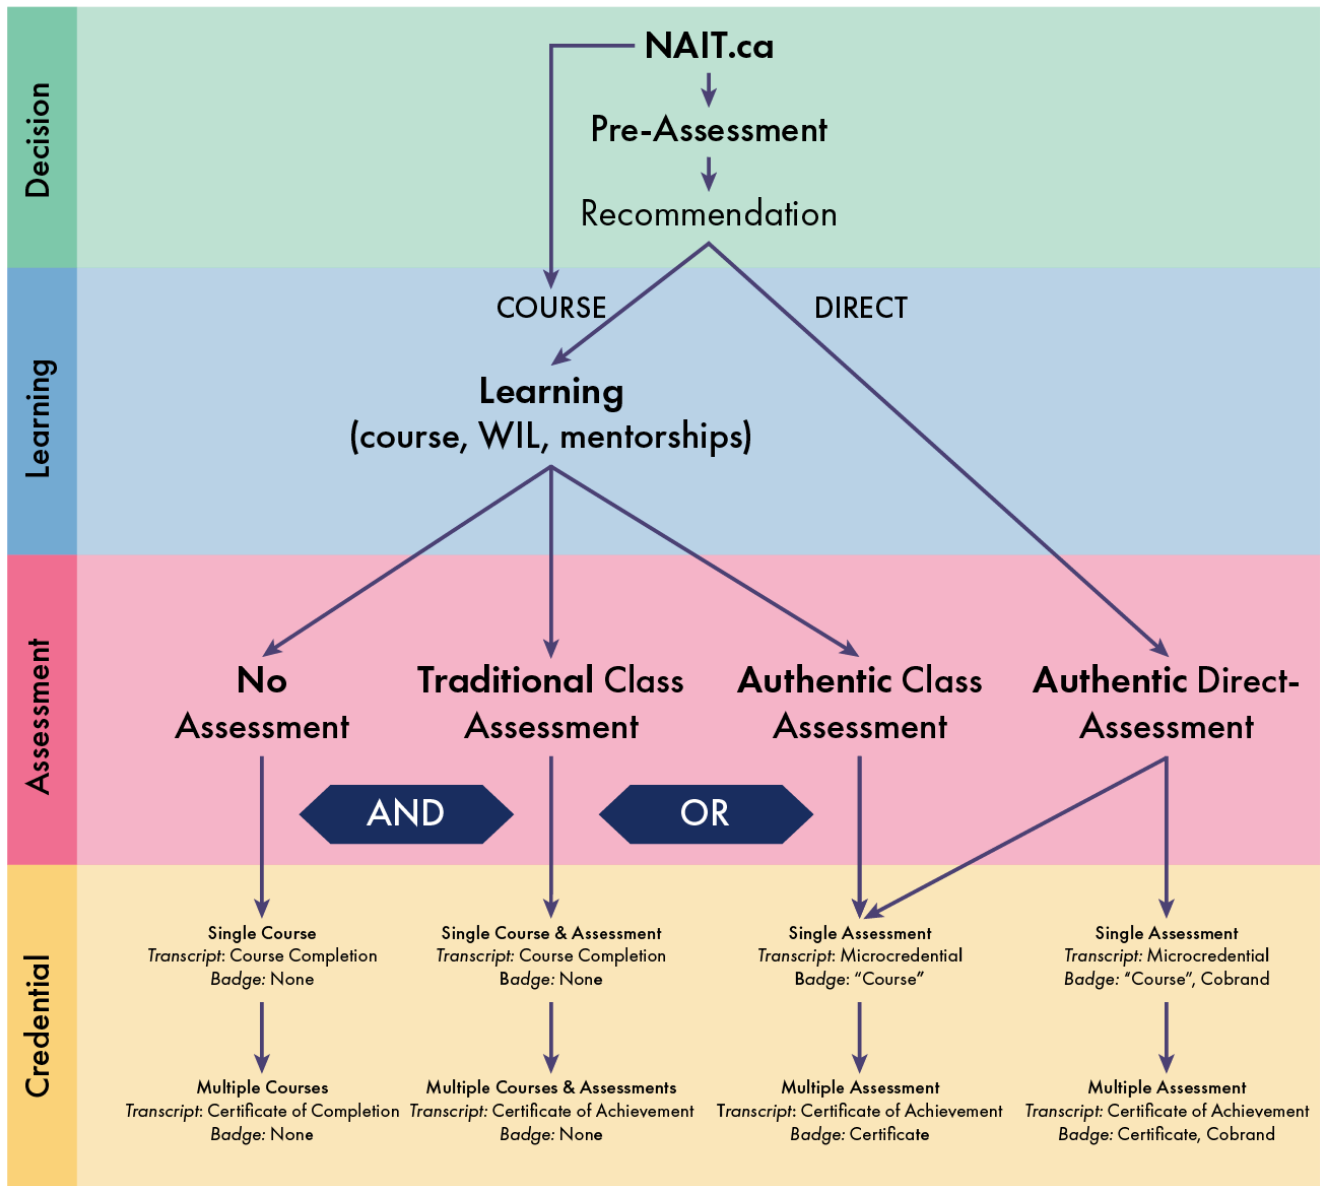 Decision
NAIT.ca
Pre-Assessment
Recommendation
Learning
COURSE
DIRECT
Learning
(course, WIL, mentorships)
Assessment
No
Assessment
Traditional Class
Assessment
Authentic Class
Assessment
Authentic Direct-
Assessment
AND
OR
Credential
Single Course
Transcript: Course Completion
Badge: None
Single Course & Assessment
Transcript: Course Completion
Badge: None
Single Assessment
Transcript: Microcredential
Badge: “Course”
Single Assessment
Transcript: Microcredential
Badge: “Course”, Cobrand
Multiple Courses
Transcript: Certificate of Completion
Badge: None
Multiple Courses & Assessments
Transcript: Certificate of Achievement
Badge: None
Multiple Assessment
Transcript: Certificate of Achievement
Badge: Certificate
Multiple Assessment
Transcript: Certificate of Achievement
Badge: Certificate, Cobrand